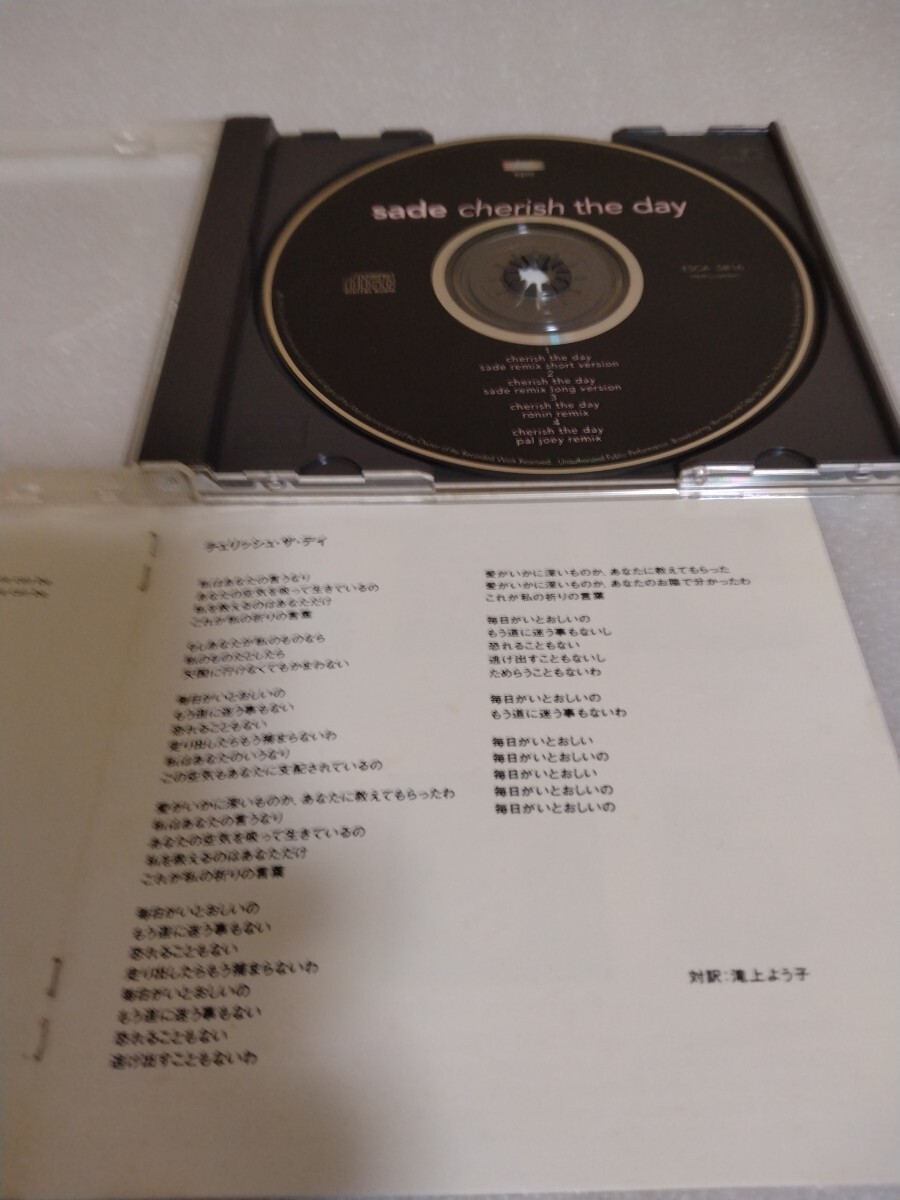 sade cherish the day
epic
ESCA 5816
COMPACT
DIGITAL AUDIO
1
cherish the day
sade remix short version
2
cherish the day
sade remix long version
3
cherish the day
ronin remix
4
cherish the day
pal joey remix
チェリッシュ・ザ・デイ
私はあなたの言うなり
あなたの空気を吸って生きているの
私を救えるのはあなただけ
これが私の祈りの言葉
もしあなたが私のものなら
私のものだとしたら
天国に行けなくてもかまわない
毎日がいとおしいの
もう道に迷う事もない
恐れることもない
走り出したらもう捕まらないわ
私はあなたのいうなり
この空気もあなたに支配されているの
愛がいかに深いものか、あなたに教えてもらったわ
私はあなたの言うなり
あなたの空気を吸って生きているの
私を救えるのはあなただけ
これが私の祈りの言葉
毎日がいとおしいの
もう道に迷う事もない
恐れることもない
走り出したらもう捕まらないわ
毎日がいとおしいの
もう道に迷う事もない
恐れることもない
逃げ出すこともないわ
愛がいかに深いものか、あなたに教えてもらった
愛がいかに深いものか、あなたのお陰で分かったわ
これが私の祈りの言葉
毎日がいとおしいの
もう道に迷う事もないし
恐れることもない
逃げ出すこともないし
ためらうこともないわ
毎日がいとおしいの
もう道に迷う事もないわ
毎日がいとおしい
毎日がいとおしいの
毎日がいとおしい
毎日がいとおしいの
毎日がいとおしいの
対訳：滝上よう子